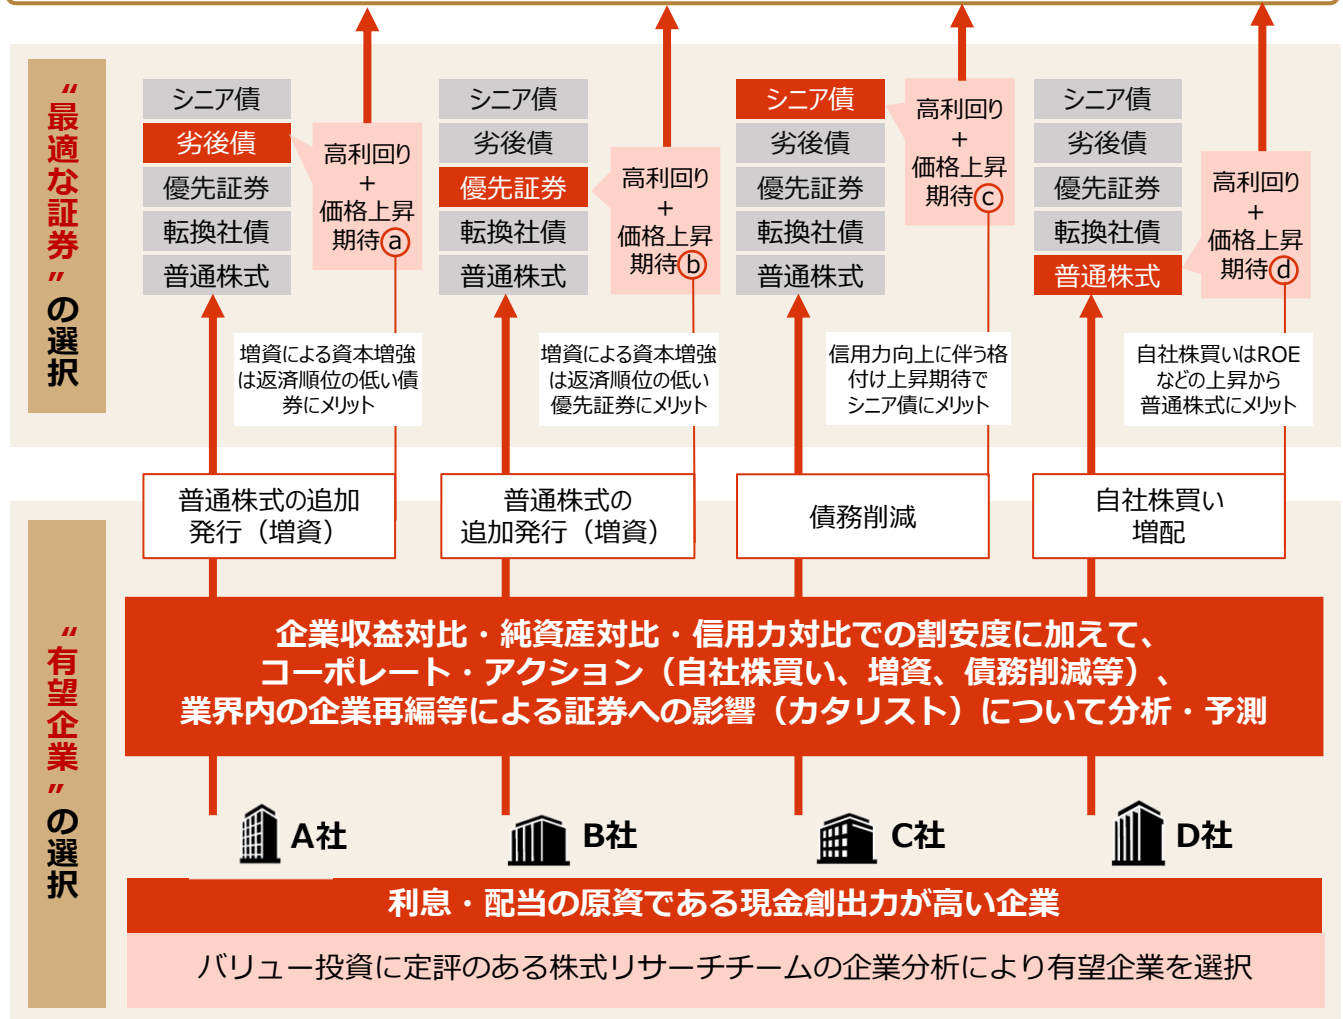 “最適な証券”の選択
シニア債
劣後債
優先証券
転換社債
普通株式
高利回り
+
価格上昇
期待ⓐ
増資による資本増強
は返済順位の低い債
券にメリット
シニア債
劣後債
優先証券
転換社債
普通株式
高利回り
+
価格上昇
期待ⓑ
増資による資本増強
は返済順位の低い
優先証券にメリット
シニア債
劣後債
優先証券
転換社債
普通株式
高利回り
+
価格上昇
期待ⓒ
信用力向上に伴う格
付け上昇期待で
シニア債にメリット
シニア債
劣後債
優先証券
転換社債
普通株式
高利回り
+
価格上昇
期待ⓓ
自社株買いはROE
などの上昇から
普通株式にメリット
“有望企業”の選択
普通株式の追加
発行（増資）
普通株式の
追加発行（増資）
債務削減
自社株買い
増配
企業収益対比・純資産対比・信用力対比での割安度に加えて、
コーポレート・アクション（自社株買い、増資、債務削減等）、
業界内の企業再編等による証券への影響（カタリスト）について分析・予測
A社
B社
C社
D社
利息・配当の原資である現金創出力が高い企業
バリュー投資に定評のある株式リサーチチームの企業分析により有望企業を選択